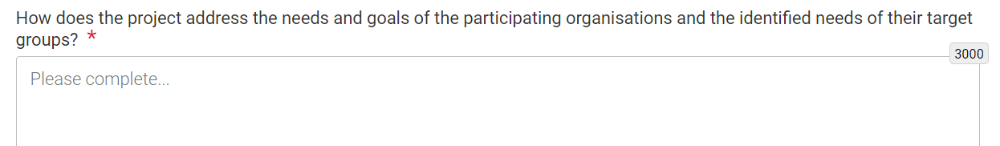 How does the project address the needs and goals of the participating organisations and the identified needs of their target
groups? *
3000
Please complete...